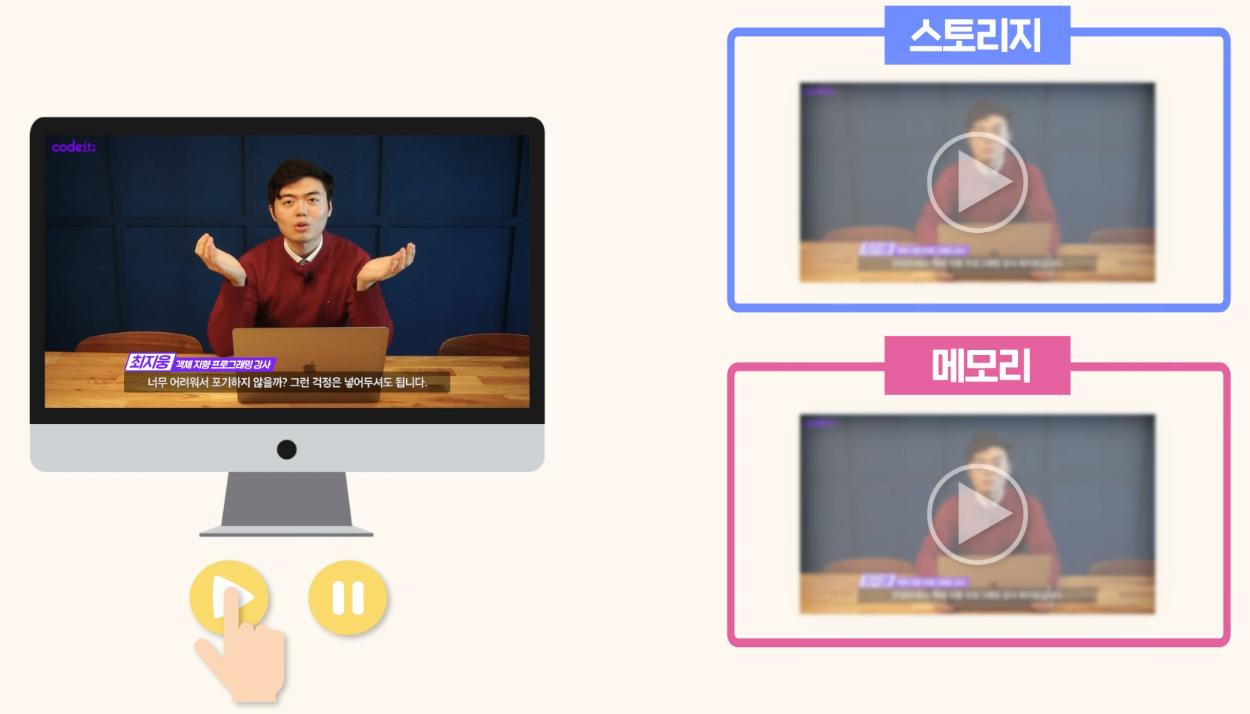 스토리지
codeit:
최지웅 객체 지향 프로그래밍 강사
너무 어려워서 포기하지 않을까? 그런 걱정은 넣어두셔도 됩니다.
메모리